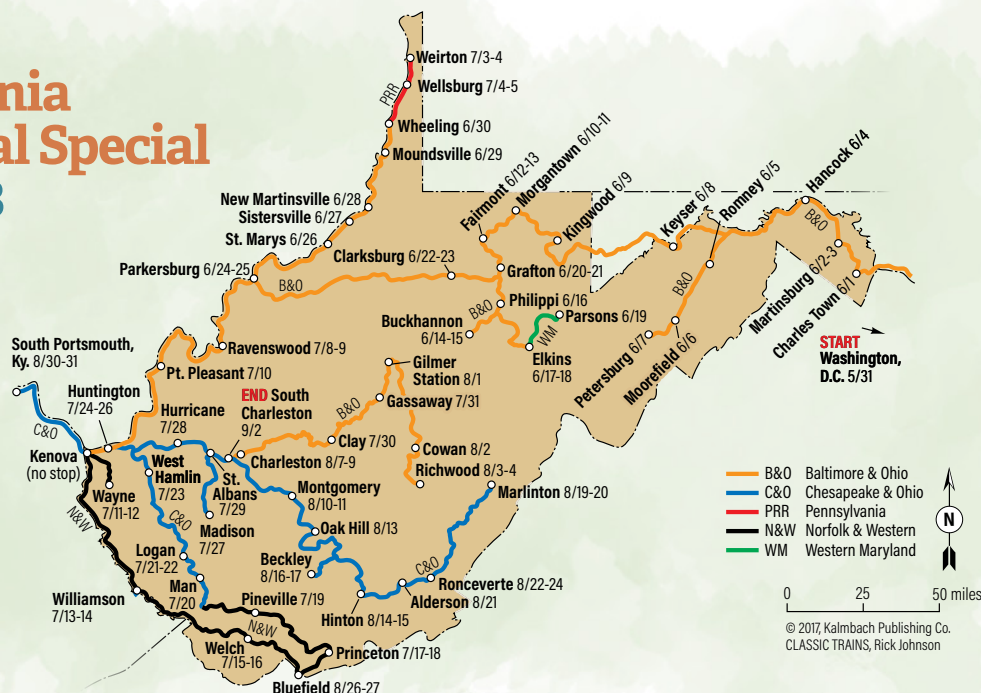 nia
al Special
8
Weirton 7/3-4
Wellsburg 7/4-5
PRR
Wheeling 6/30
Moundsville 6/29
New Martinsville 6/28
Sistersville 6/27
St. Marys 6/26
Clarksburg 6/22-23
Parkersburg 6/24-25
B&O
Fairmont 6/12-13
Morgantown 6/10-11
Kingwood 6/9
Keyser 6/8
Romney 6/5
Hancock 6/4
B&O
Martinsburg 6/2-3
Charles Town 6/1
START
Washington,
D.C. 5/31
Grafton 6/20-21
Philippi 6/16
B&O
Parsons 6/19
WM
Buckhannon
6/14-15
Elkins
6/17-18
B&O
Petersburg 6/7
Moorefield 6/6
Ravenswood 7/8-9
Pt. Pleasant 7/10
South Portsmouth,
Ky. 8/30-31
C&O
Huntington
7/24-26
Kenova
(no stop)
Hurricane
7/28
END South
Charleston
9/2
Gilmer
Station 8/1
B&O
Gassaway 7/31
Clay 7/30
Cowan 8/2
Richwood 8/3-4
Charleston 8/7-9
West
Hamlin
7/23
St.
Albans
7/29
Wayne
7/11-12
N&W
C&O
Madison
7/27
Montgomery
8/10-11
Oak Hill 8/13
Marlinton 8/19-20
Logan
7/21-22
Beckley
8/16-17
C&O
Ronceverte 8/22-24
Alderson 8/21
Hinton 8/14-15
Man
7/20
Williamson
7/13-14
Pineville 7/19
N&W
Welch
7/15-16
Princeton 7/17-18
Bluefield 8/26-27
B&O Baltimore & Ohio
C&O Chesapeake & Ohio
PRR Pennsylvania
N&W Norfolk & Western
WM Western Maryland
N
0 25 50 miles
© 2017, Kalmbach Publishing Co.
CLASSIC TRAINS, Rick Johnson